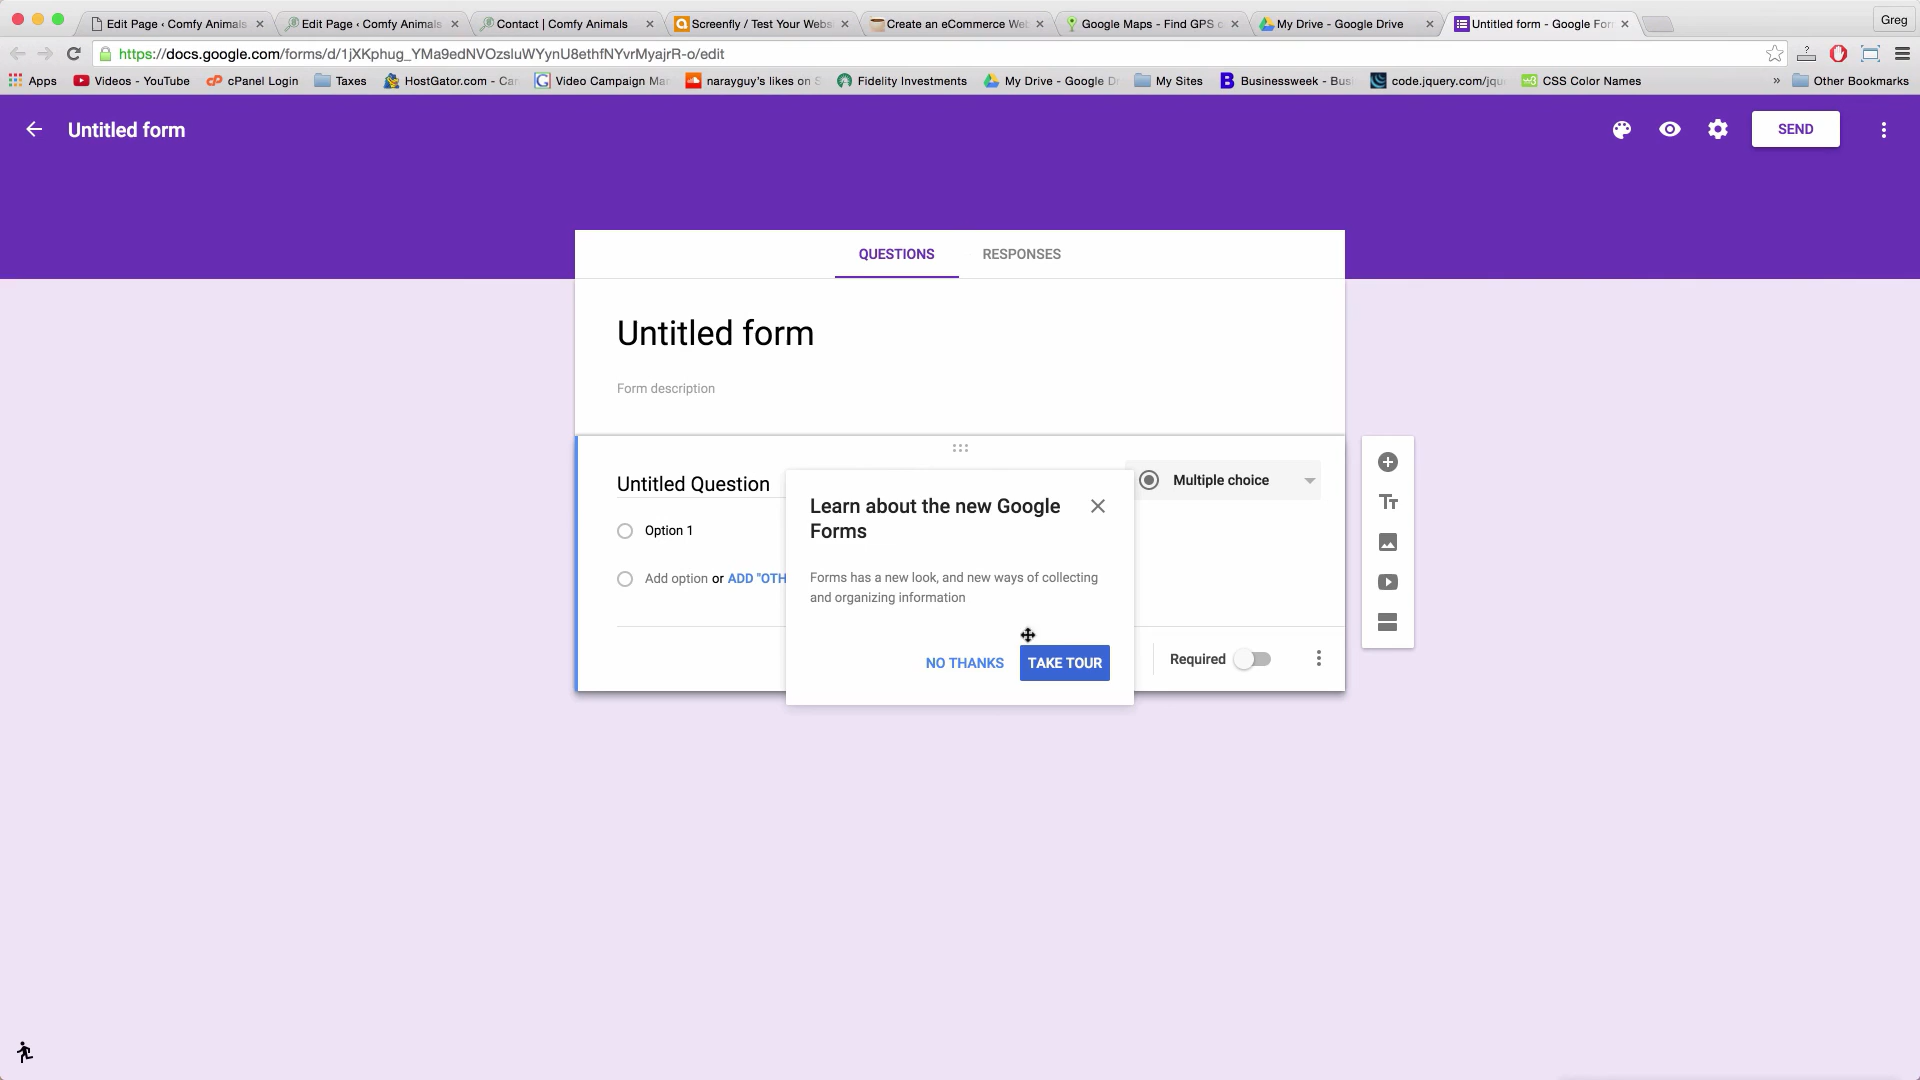 Edit Page ‹ Comfy Animals
Edit Page ‹ Comfy Animals
Contact | Comfy Animals
Screenfly / Test Your Webs
Create an eCommerce Web
Google Maps - Find GPS c
My Drive - Google Drive
Untitled form - Google For
Greg
https://docs.google.com/forms/d/1jXKphug_YMa9edNVOzsluWYynU8ethfNYvrMyajrR-o/edit
Apps
Videos - YouTube
cPanel Login
Taxes
HostGator.com - Ca
Video Campaign Ma
narayguy's likes on S
Fidelity Investments
My Drive - Google D
My Sites
Businessweek - Bus
code.jquery.com/jqu
CSS Color Names
»
Other Bookmarks
Untitled form
SEND
QUESTIONS
RESPONSES
Untitled form
Form description
Untitled Question
Multiple choice
Option 1
Add option or ADD "OTH
Learn about the new Google
Forms
Forms has a new look, and new ways of collecting
and organizing information
NO THANKS
TAKE TOUR
Required